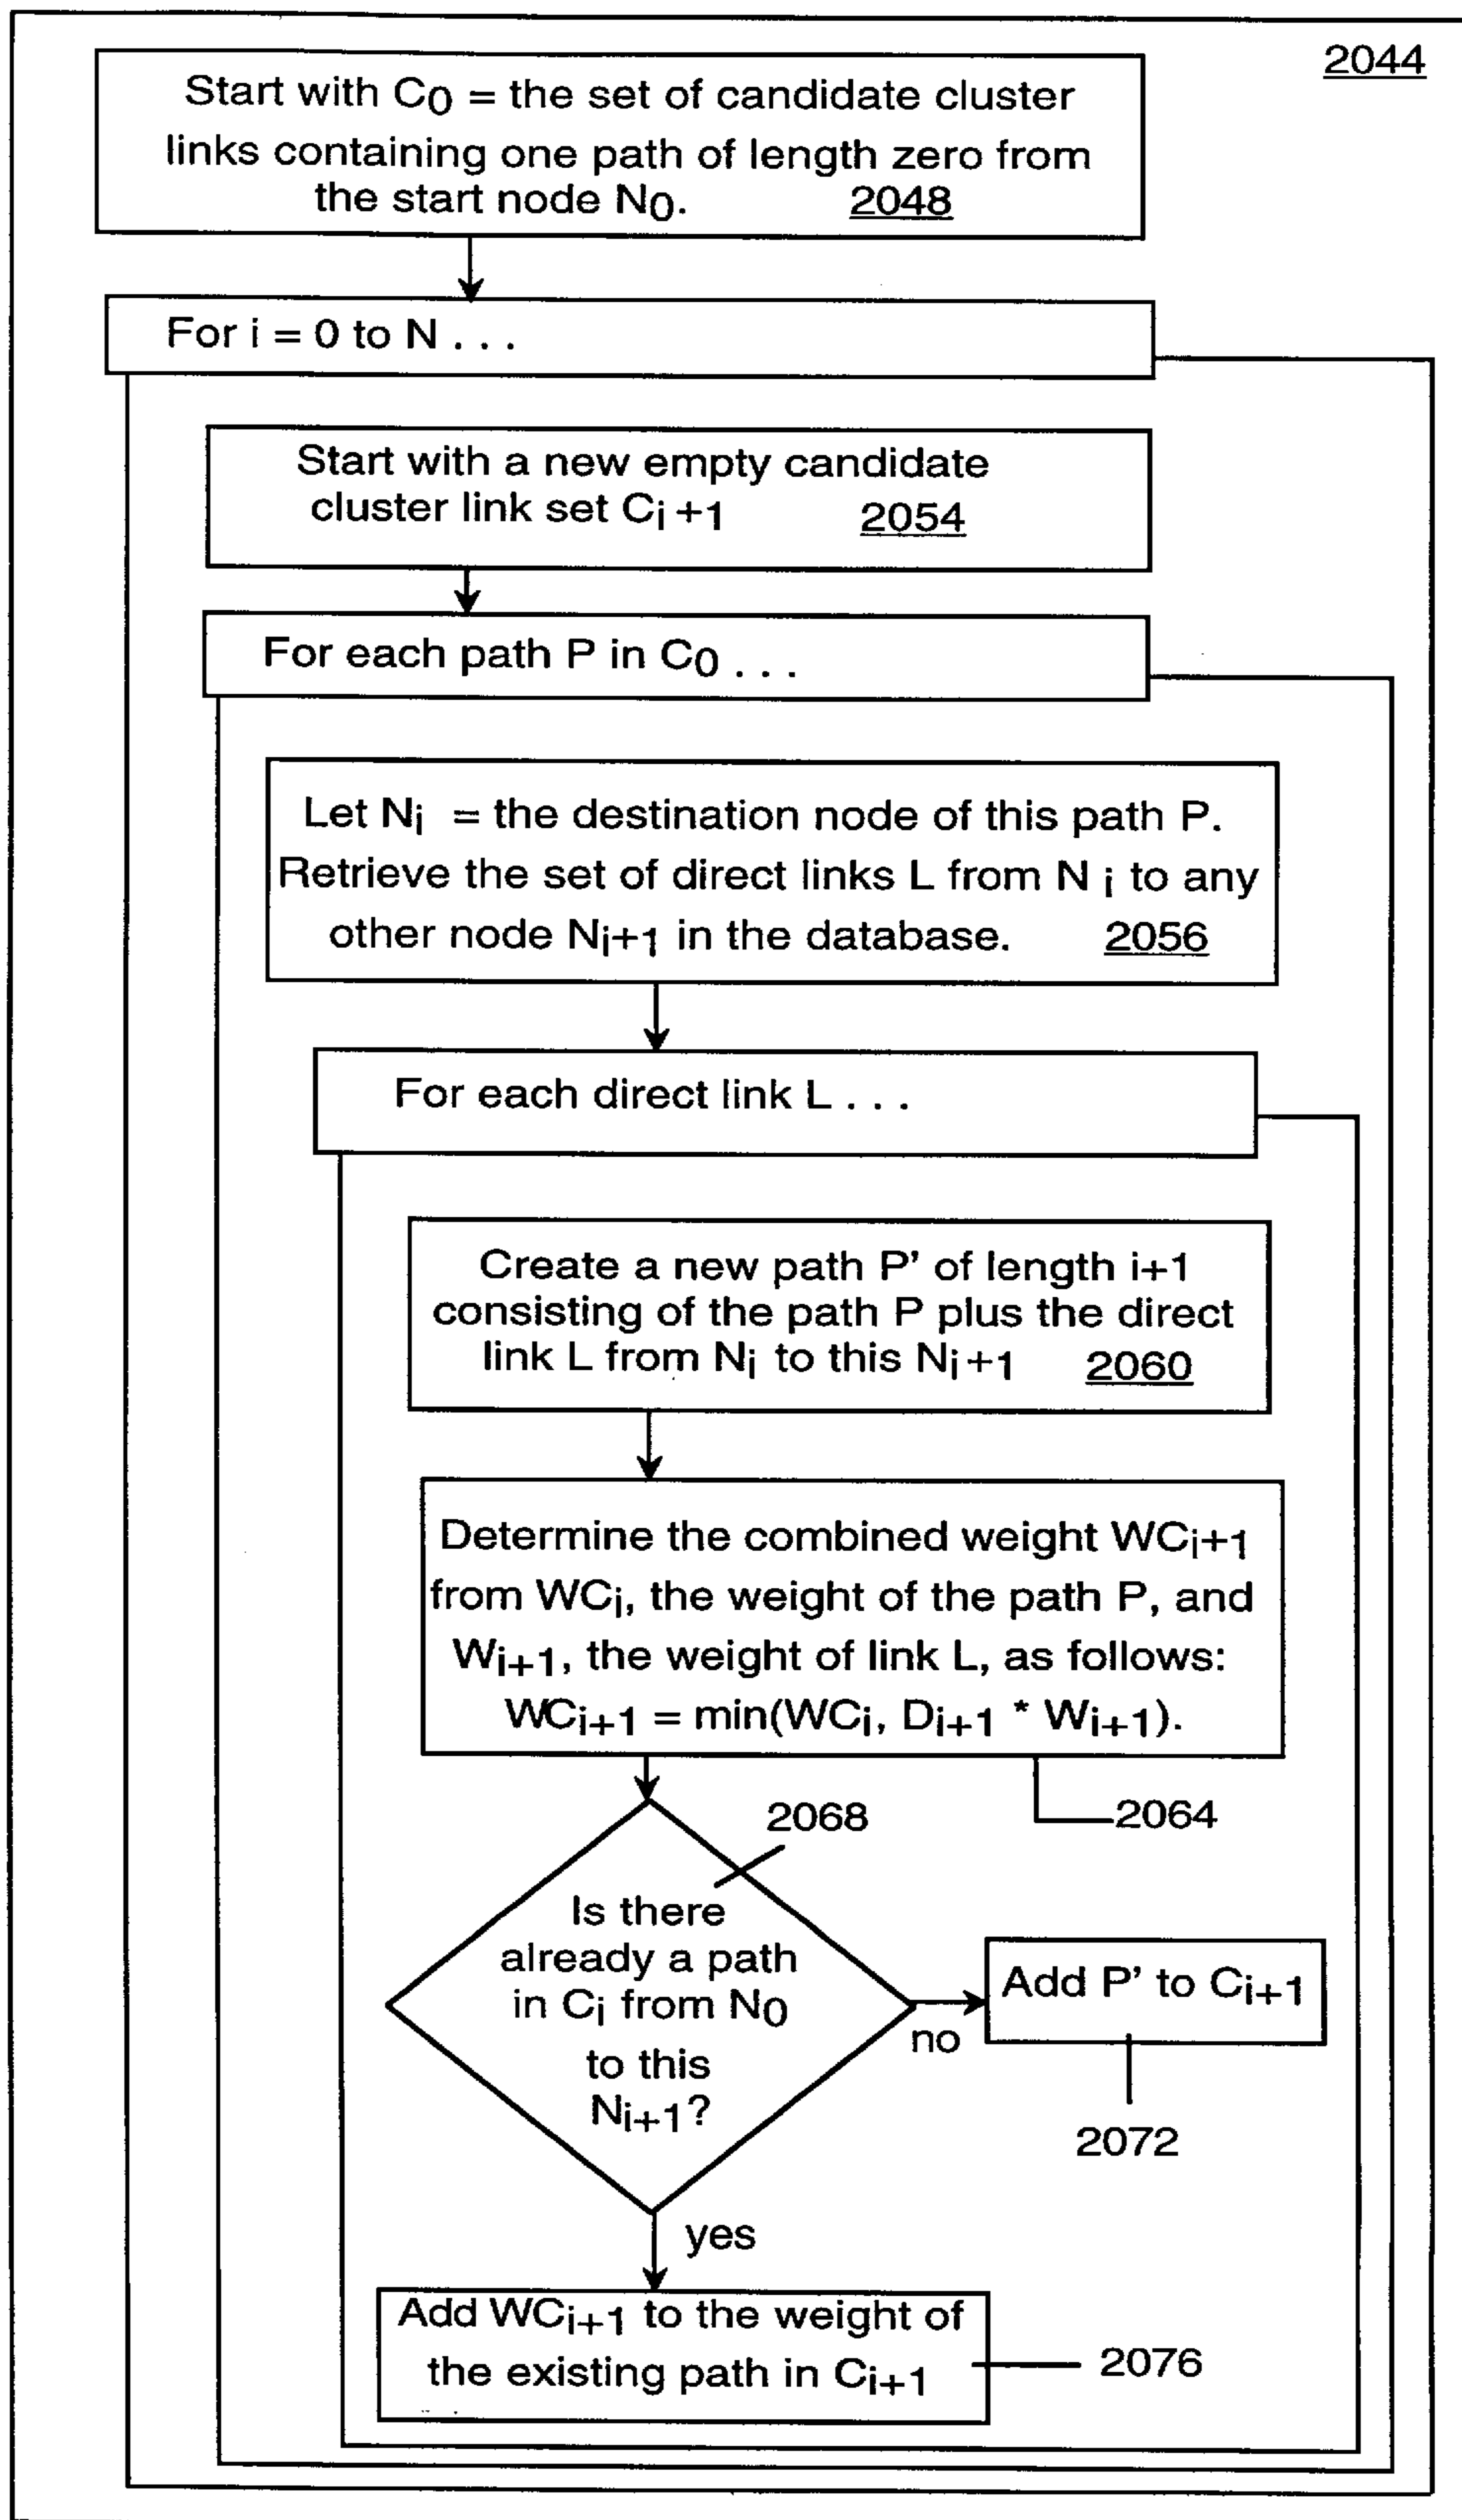 2044
Start with C0 = the set of candidate cluster
links containing one path of length zero from
the start node N0. 2048
For i = 0 to N . . .
Start with a new empty candidate
cluster link set Ci+1 2054
For each path P in C0 . . .
Let Ni = the destination node of this path P.
Retrieve the set of direct links L from N i to any
other node Ni+1 in the database. 2056
For each direct link L . . .
Create a new path P' of length i+1
consisting of the path P plus the direct
link L from Ni to this Ni+1 2060
Determine the combined weight WCi+1
from WCi, the weight of the path P, and
Wi+1, the weight of link L, as follows:
WCi+1 = min(WCi, Di+1 * Wi+1).
2064
2068
Is there
already a path
in Ci from N0
to this
Ni+1?
no
Add P' to Ci+1
2072
yes
Add WCi+1 to the weight of
the existing path in Ci+1
2076